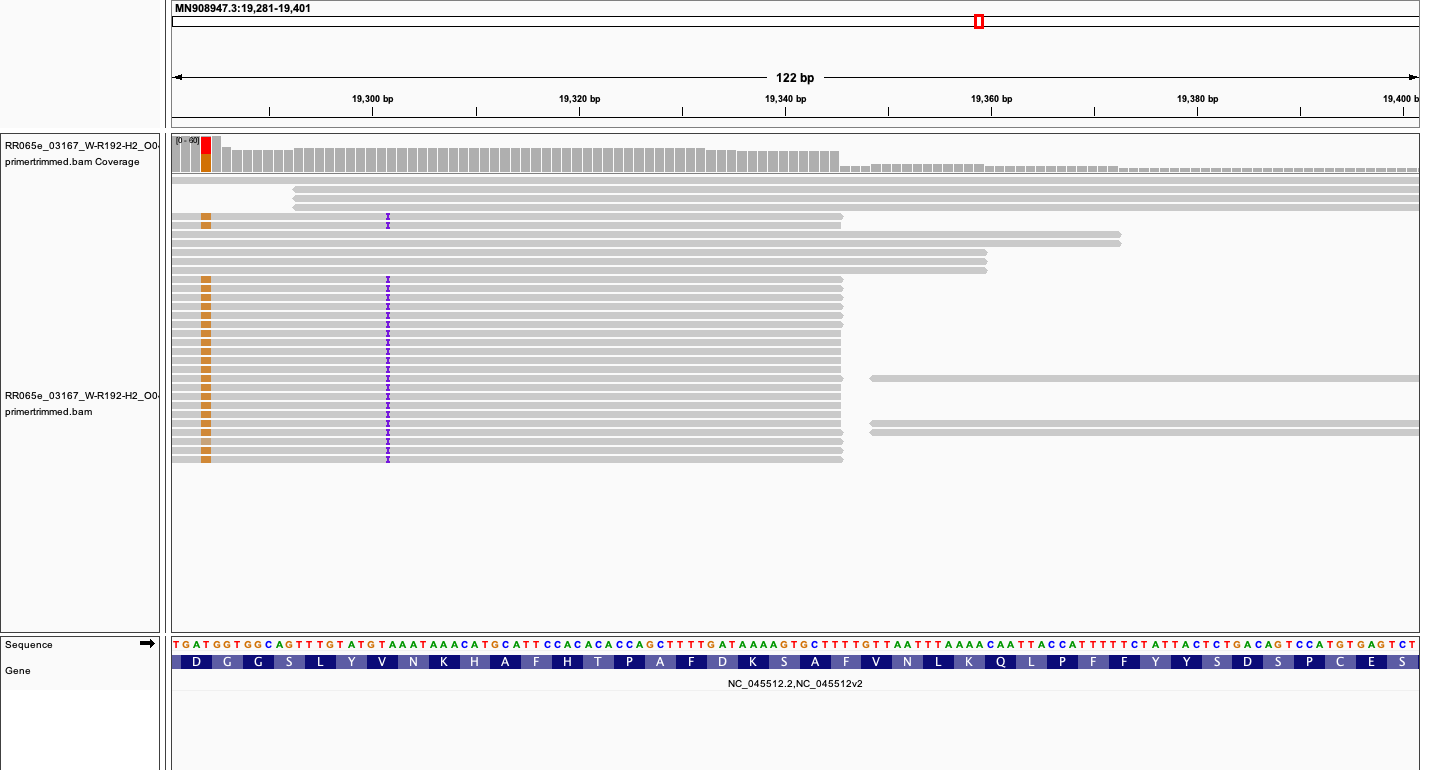 MN908947.3:19,281-19,401
122 bp
19,300 bp 19,320 bp 19,340 bp 19,360 bp 19,380 bp 19,400 b
[0 - 60]
RR065e_03167_W-R192-H2_O0
primertrimmed.bam Coverage
RR065e_03167_W-R192-H2_O0
primertrimmed.bam
Sequence
TGATGGTGGCAGTTTGTATGTAAATAAACATGCATTCCACACACCAGCTTTTGATAAAAGTGCTTTTGTTAATTTAAAACAATTACCATTTTTCTATTACTCTGACAGTCCATGTGAGTCT
Gene
D G G S L Y V N K H A F H T P A F D K S A F V N L K Q L P F F Y Y S D S P C E S
NC_045512.2,NC_045512v2